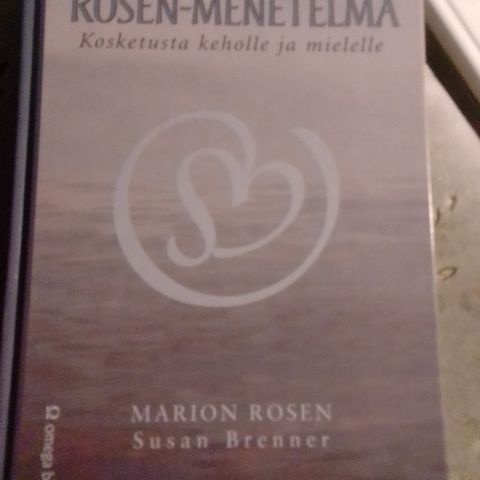 ROSEN-MENETELMÄ
Kosketusta keholle ja mielelle
MARION ROSEN
Susan Brenner
Ω omega b